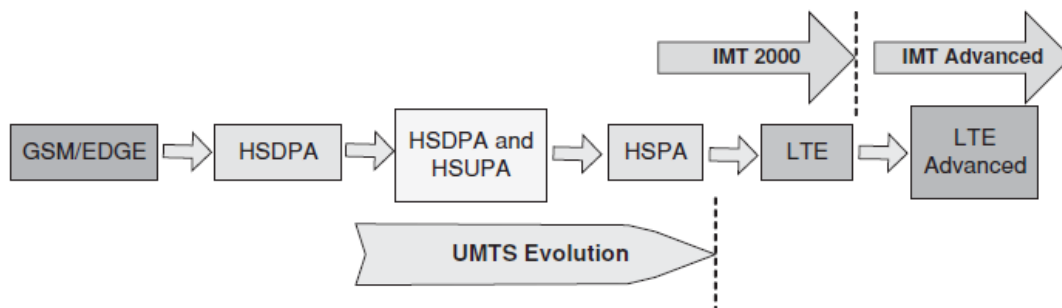 IMT 2000
IMT Advanced
GSM/EDGE
HSDPA
HSDPA and
HSUPA
HSPA
LTE
LTE
Advanced
UMTS Evolution